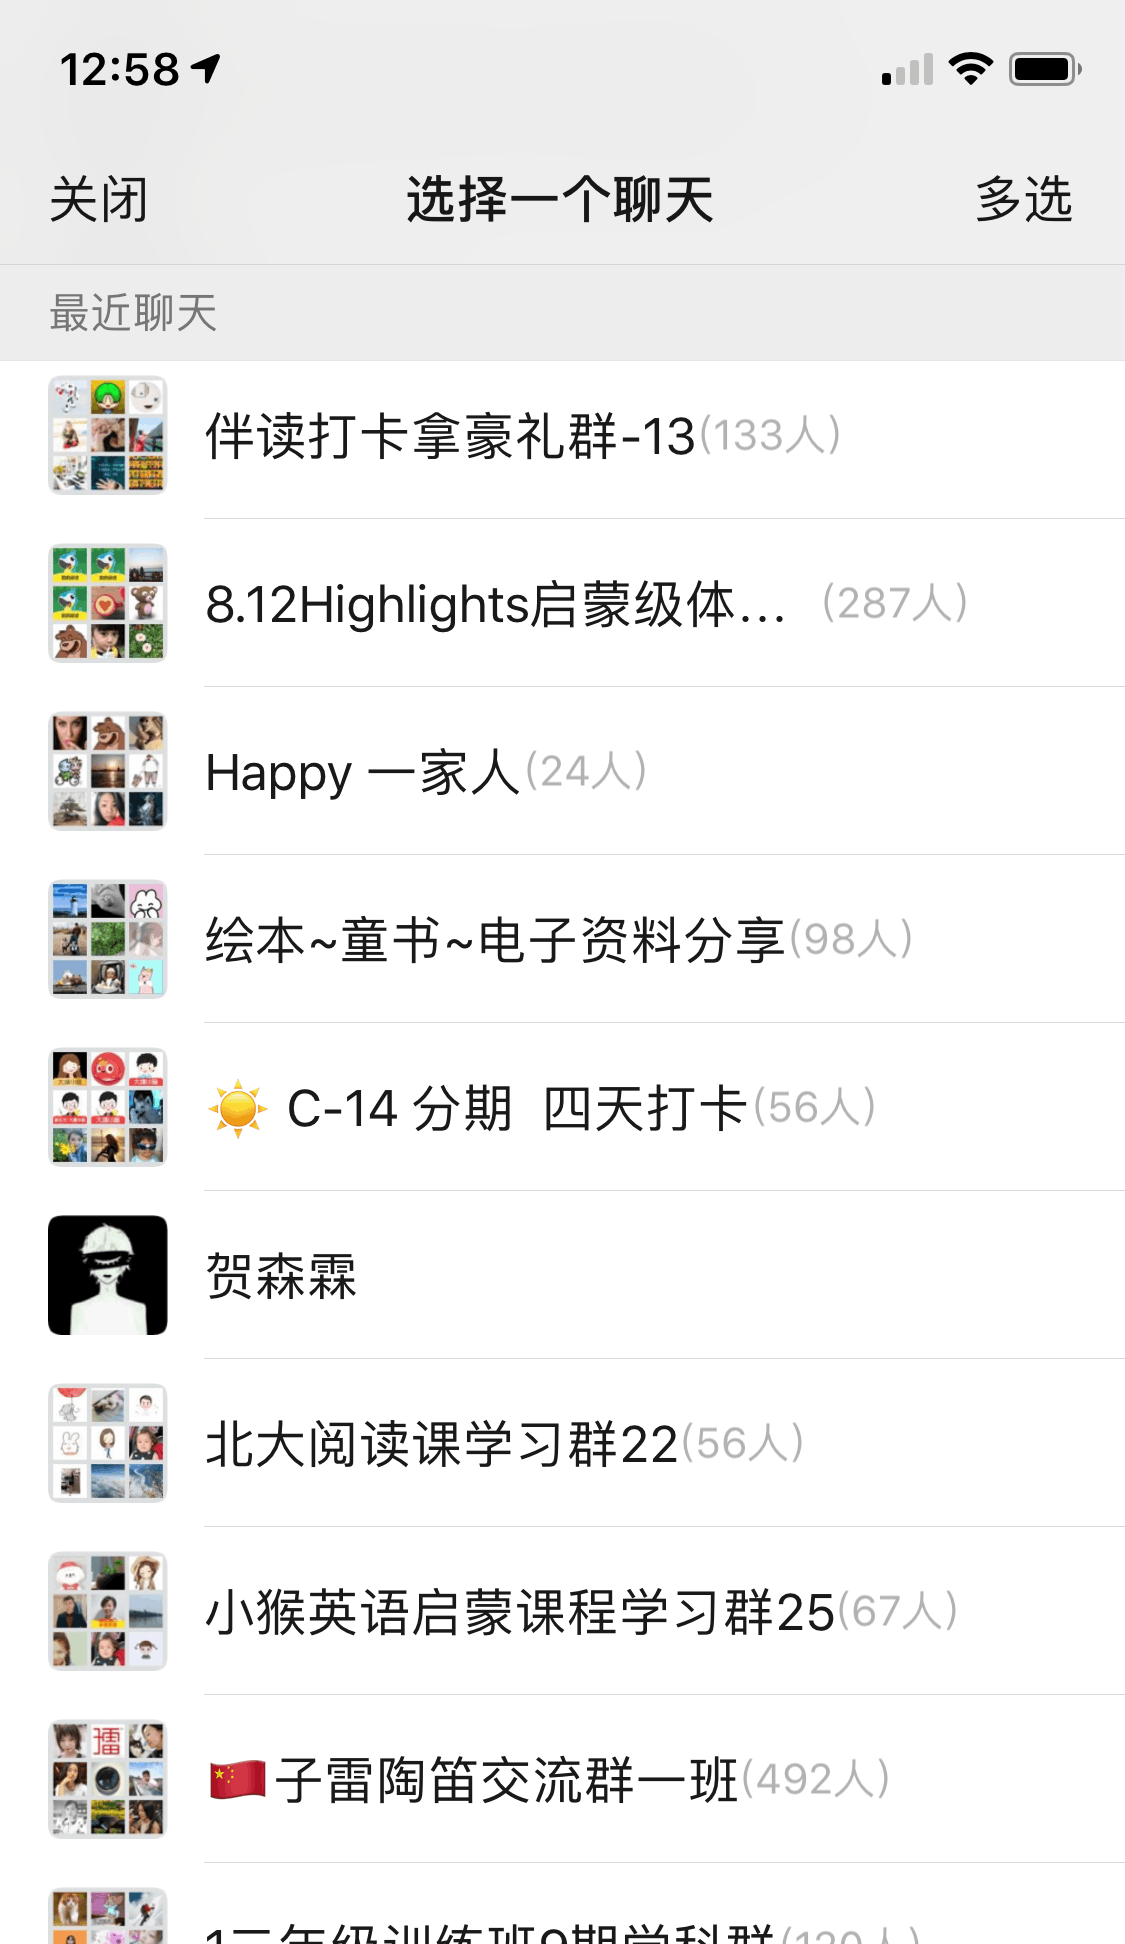 12:58
关闭 选择一个聊天 多选
最近聊天
伴读打卡拿豪礼群-13(133人)
8.12Highlights启蒙级体... (287人)
Happy 一家人(24人)
绘本~童书~电子资料分享(98人)
☀️ C-14 分期 四天打卡(56人)
贺森霖
北大阅读课学习群22(56人)
小猴英语启蒙课程学习群25(67人)
🇨🇳子雷陶笛交流群一班(492人)